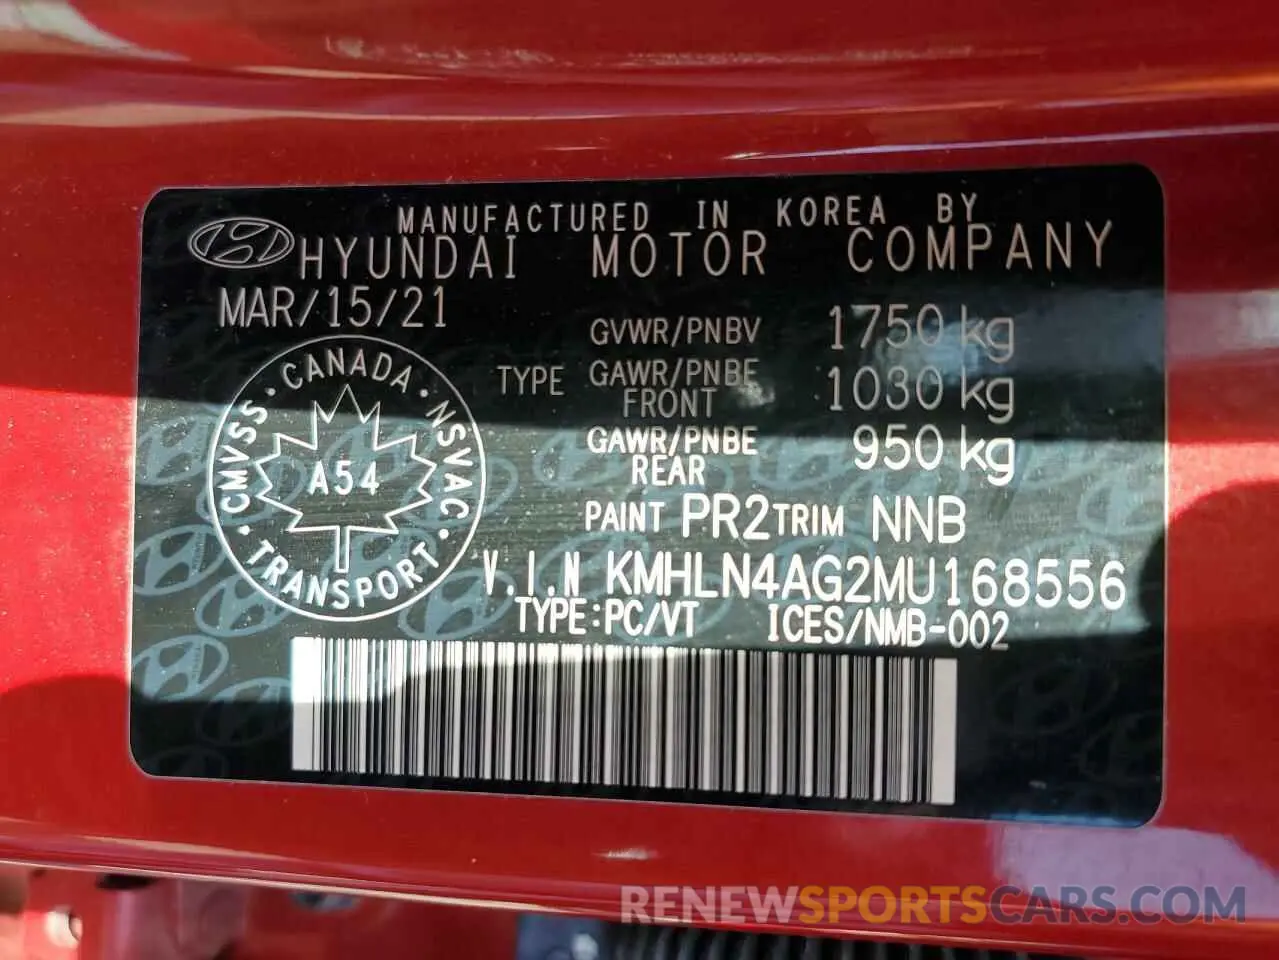 MANUFACTURED IN KOREA BY
HYUNDAI MOTOR COMPANY
MAR/15/21
GVWR/PNBV 1750 kg
TYPE GAWR/PNBE FRONT 1030 kg
GAWR/PNBE REAR 950 kg
CANADA
CMVSS · NSVAC
A54
TRANSPORT
PAINT PR2 TRIM NNB
V.I.N KMHLN4AG2MU168556
TYPE:PC/VT ICES/NMB-002
RENEWSPORTSCARS.COM